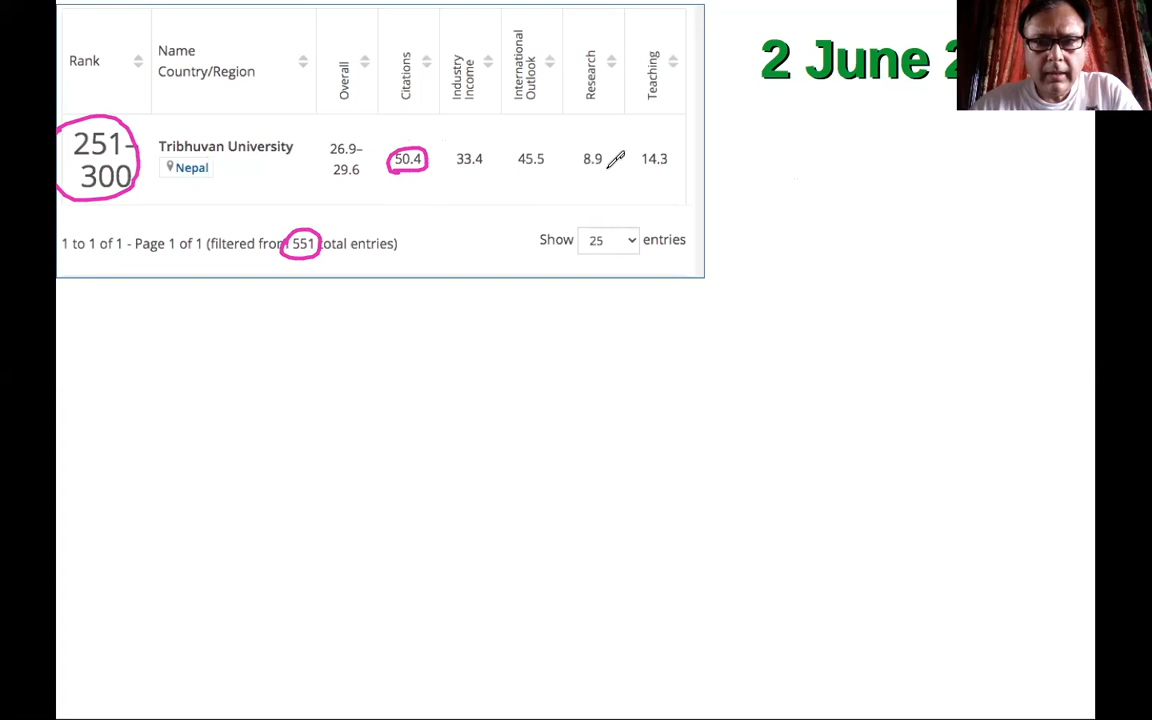 2 June
Rank
Name
Country/Region
Overall
Citations
Industry
Income
International
Outlook
Research
Teaching
251–
300
Tribhuvan University
Nepal
26.9–
29.6
50.4
33.4
45.5
8.9
14.3
1 to 1 of 1 - Page 1 of 1 (filtered from 551 total entries)
Show 25 entries